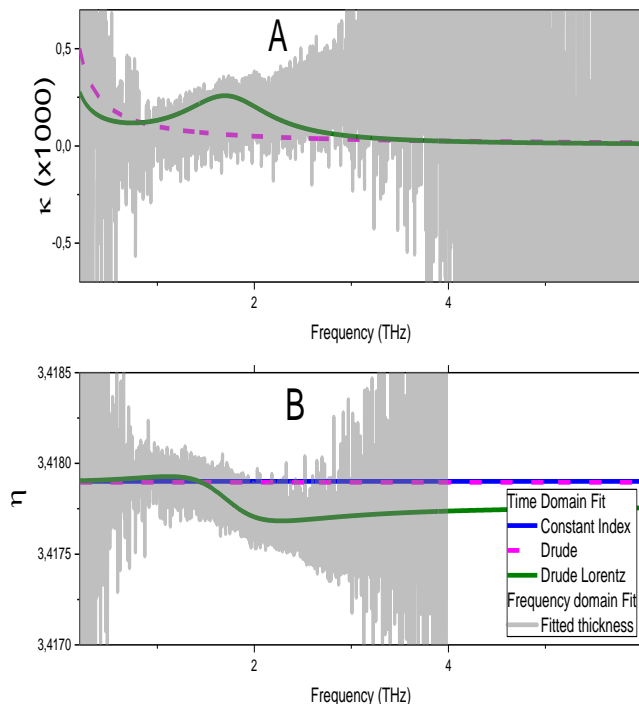 A
0,5
0,0
-0,5
κ (x1000)
2
4
Frequency (THz)
B
3,4185
3,4180
3,4175
3,4170
η
Time Domain Fit
Constant Index
Drude
Drude Lorentz
Frequency domain Fit
Fitted thickness
2
4
Frequency (THz)